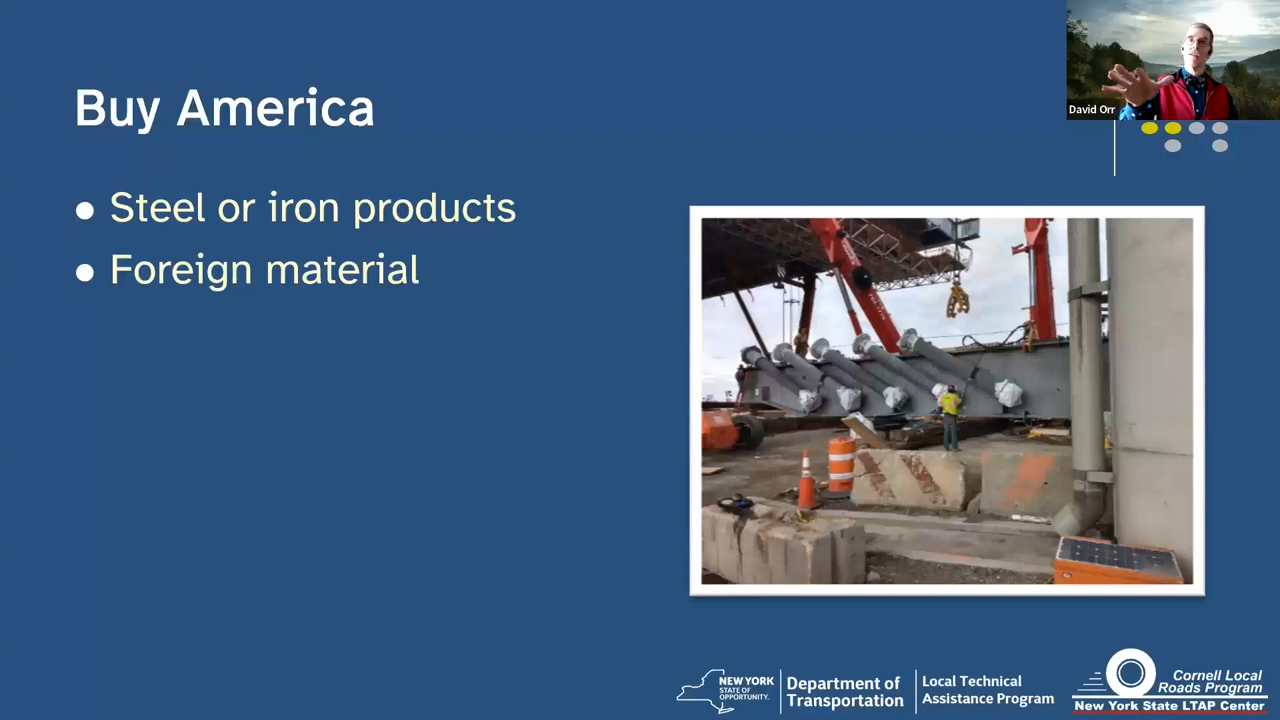 David Orr
Buy America
Steel or iron products
Foreign material
NEW YORK
STATE OF
OPPORTUNITY.
Department of
Transportation
Local Technical
Assistance Program
Cornell Local
Roads Program
New York State LTAP Center